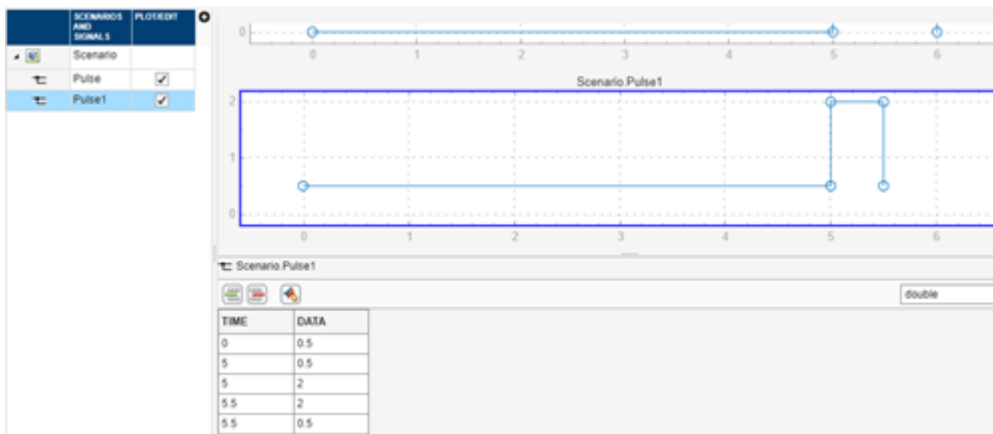 SCENARIOS AND SIGNALS PLOT/EDIT
Scenario
Pulse
Pulse1
0
0 1 2 3 4 5 6
Scenario.Pulse1
2
1
0
0 1 2 3 4 5 6
Scenario.Pulse1
double
TIME DATA
0 0.5
5 0.5
5 2
5.5 2
5.5 0.5